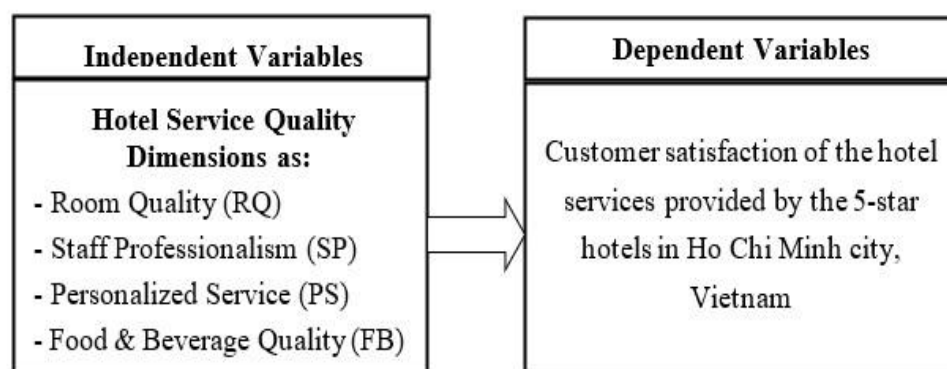 Independent Variables
Hotel Service Quality
Dimensions as:
- Room Quality (RQ)
- Staff Professionalism (SP)
- Personalized Service (PS)
- Food & Beverage Quality (FB)
Dependent Variables
Customer satisfaction of the hotel
services provided by the 5-star
hotels in Ho Chi Minh city,
Vietnam